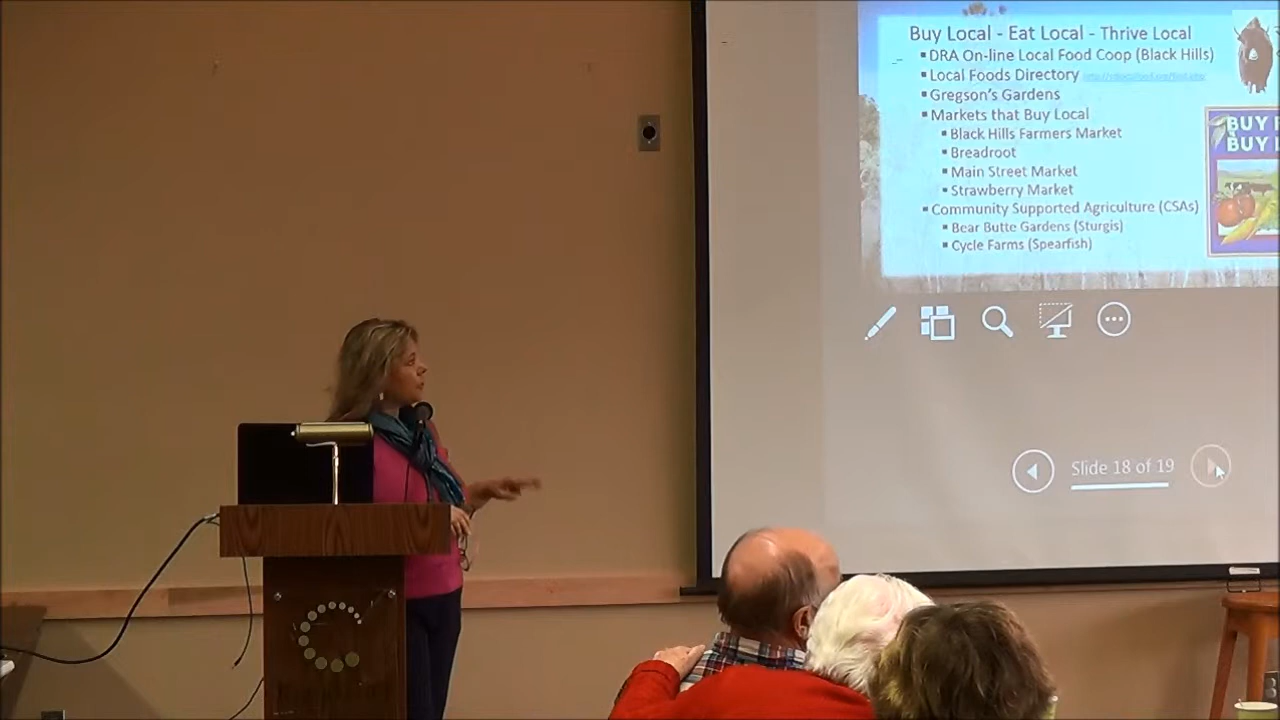 Buy Local - Eat Local - Thrive Local
▪ DRA On-line Local Food Coop (Black Hills)
▪ Local Foods Directory
▪ Gregson's Gardens
▪ Markets that Buy Local
▪ Black Hills Farmers Market
▪ Breadroot
▪ Main Street Market
▪ Strawberry Market
▪ Community Supported Agriculture (CSAs)
▪ Bear Butte Gardens (Sturgis)
▪ Cycle Farms (Spearfish)
BUY
BUY
Slide 18 of 19